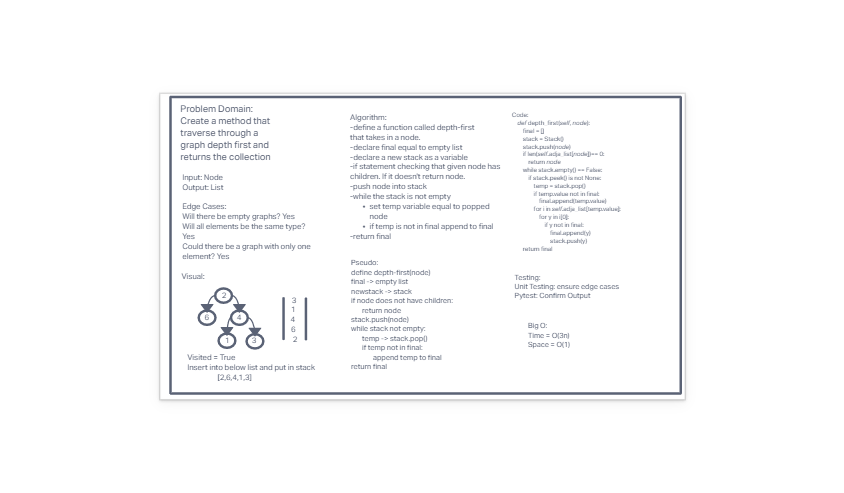 Problem Domain:
Create a method that
traverse through a
graph depth first and
returns the collection
Input: Node
Output: List
Edge Cases:
Will there be empty graphs? Yes
Will all elements be the same type?
Yes
Could there be a graph with only one
element? Yes
Visual:
2
6
4
1
3
3
1
4
6
2
Visited = True
Insert into below list and put in stack
[2,6,4,1,3]
Algorithm:
-define a function called depth-first
that takes in a node.
-declare final equal to empty list
-declare a new stack as a variable
-if statement checking that given node has
children. If it doesn't return node.
-push node into stack
-while the stack is not empty
• set temp variable equal to popped
node
• if temp is not in final append to final
-return final
Pseudo:
define depth-first(node)
final -> empty list
newstack -> stack
if node does not have children:
return node
stack.push(node)
while stack not empty:
temp -> stack.pop()
if temp not in final:
append temp to final
return final
Code:
def depth_first(self, node):
final = []
stack = Stack()
stack.push(node)
if len(self.adja_list[node])== 0:
return node
while stack.empty() == False:
if stack.peek() is not None:
temp = stack.pop()
if temp.value not in final:
final.append(temp.value)
for i in self.adja_list[temp.value]:
for y in i[0]:
if y not in final:
final.append(y)
stack.push(y)
return final
Testing:
Unit Testing: ensure edge cases
Pytest: Confirm Output
Big O:
Time = O(3n)
Space = O(1)